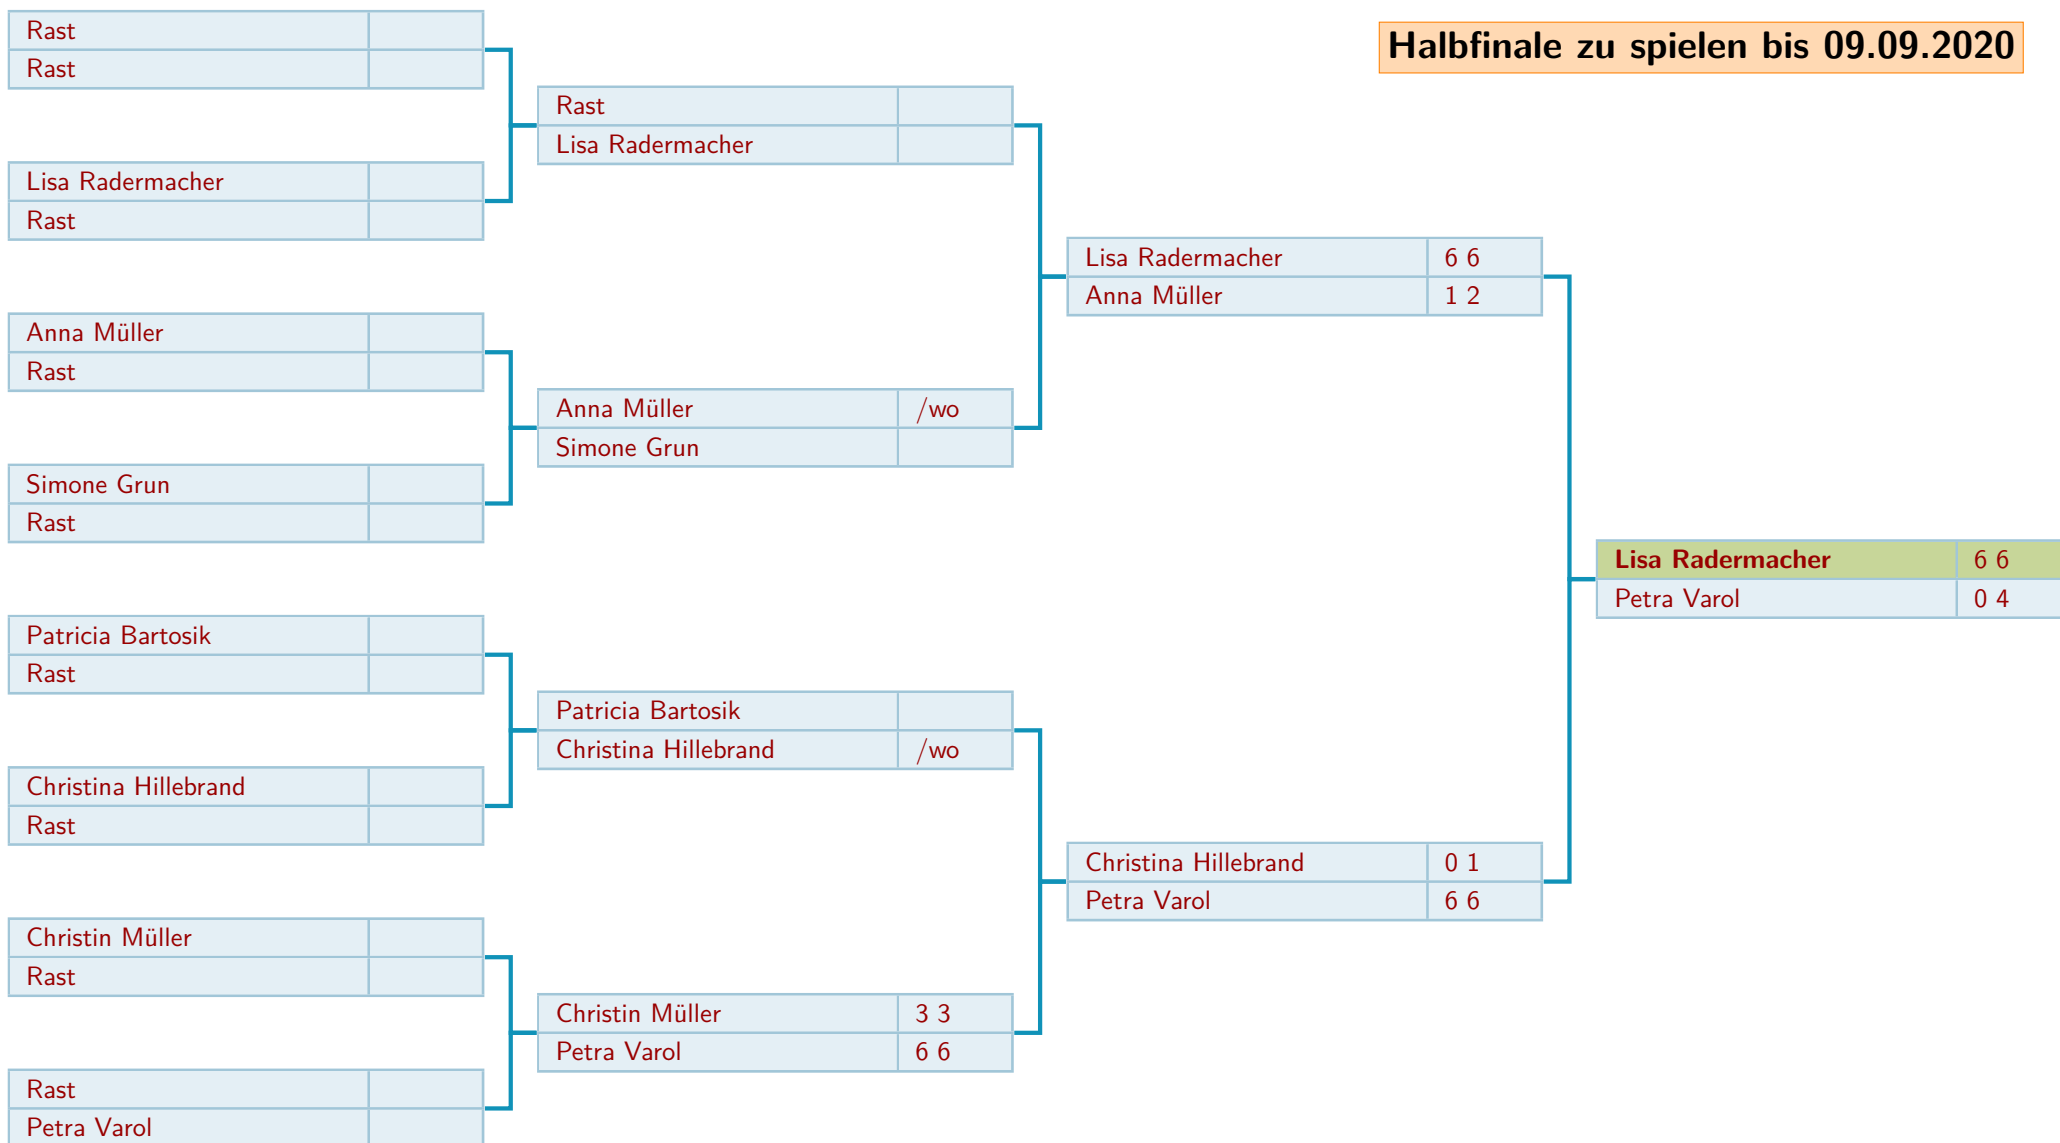 Halbfinale zu spielen bis 09.09.2020
Rast
Rast
Lisa Radermacher
Rast
Anna Müller
Rast
Simone Grun
Rast
Patricia Bartosik
Rast
Christina Hillebrand
Rast
Christin Müller
Rast
Rast
Petra Varol
Rast
Lisa Radermacher
Anna Müller /wo
Simone Grun
Patricia Bartosik
Christina Hillebrand /wo
Christin Müller 3 3
Petra Varol 6 6
Lisa Radermacher 6 6
Anna Müller 1 2
Christina Hillebrand 0 1
Petra Varol 6 6
Lisa Radermacher 6 6
Petra Varol 0 4